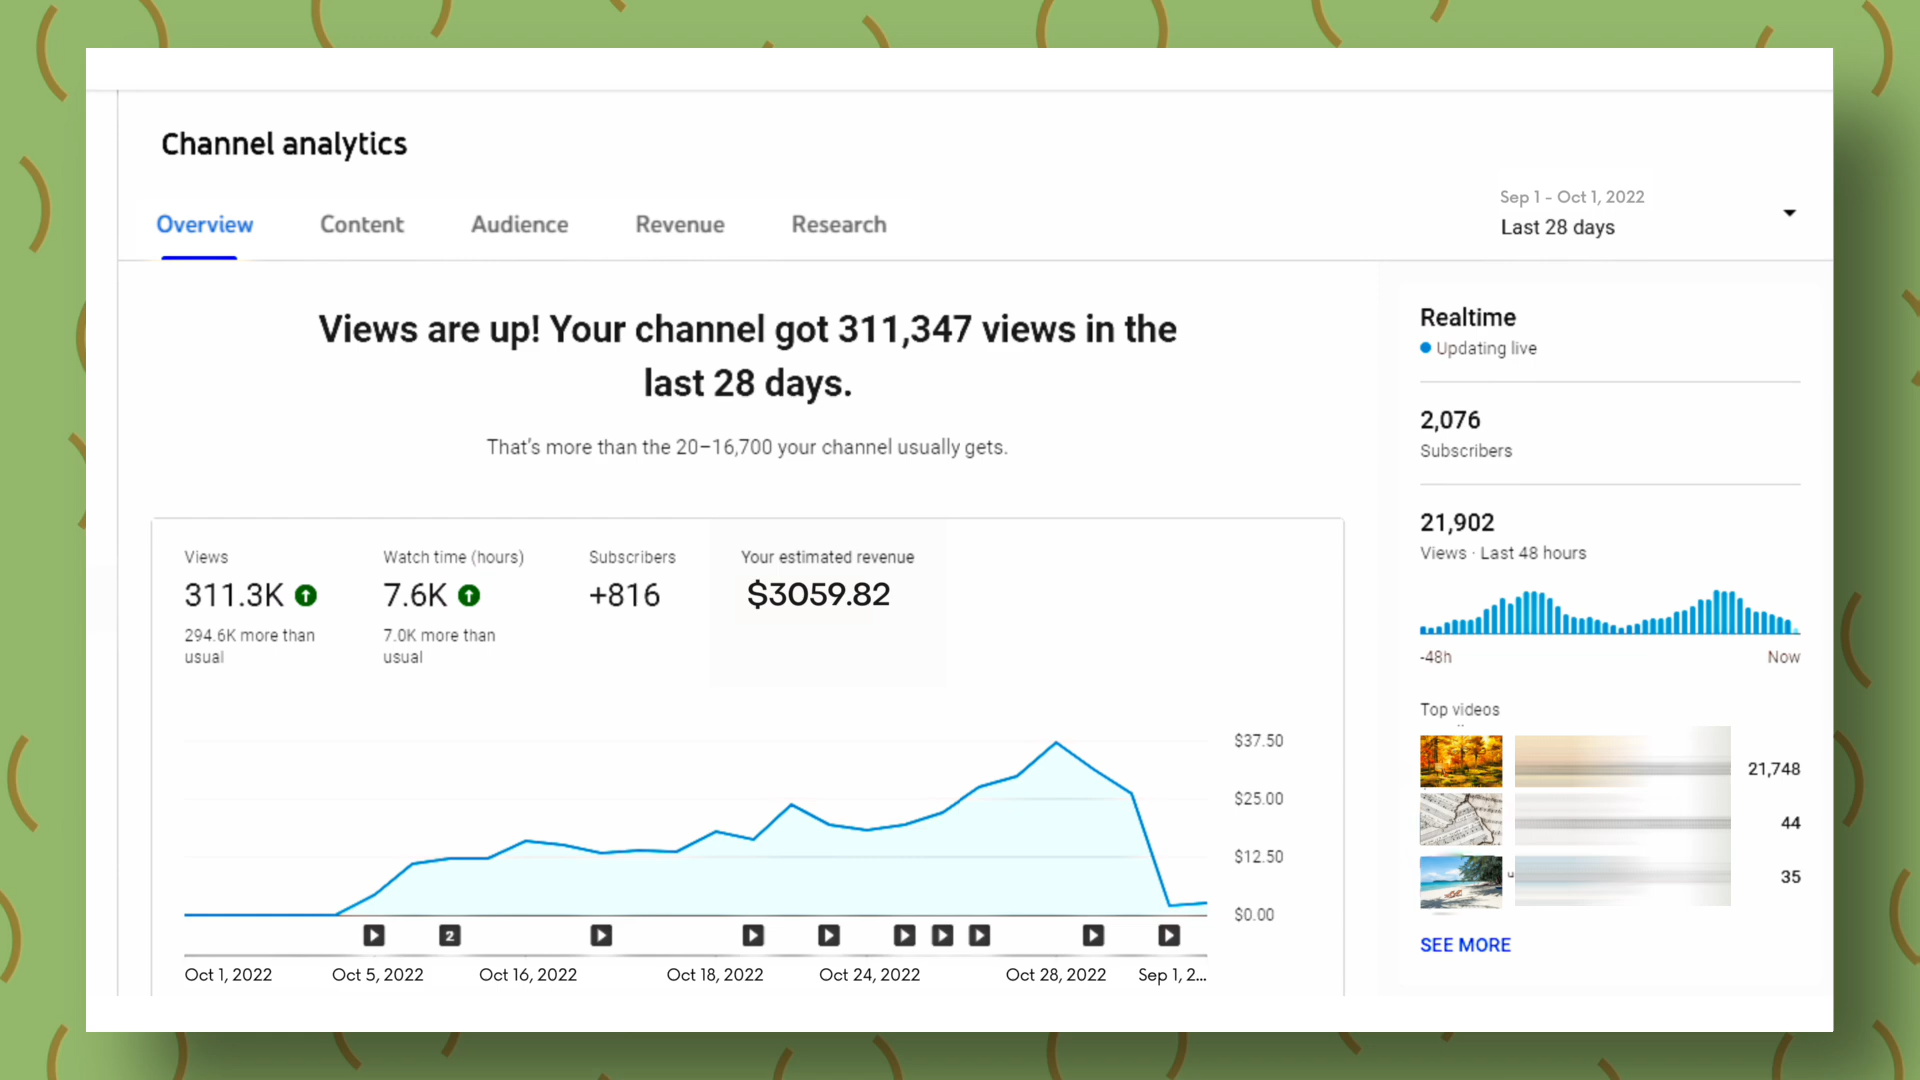 Channel analytics
Overview
Content
Audience
Revenue
Research
Sep 1 - Oct 1, 2022
Last 28 days
Views are up! Your channel got 311,347 views in the
last 28 days.
That's more than the 20–16,700 your channel usually gets.
Views
311.3K
294.6K more than
usual
Watch time (hours)
7.6K
7.0K more than
usual
Subscribers
+816
Your estimated revenue
$3059.82
$37.50
$25.00
$12.50
$0.00
2
Oct 1, 2022
Oct 5, 2022
Oct 16, 2022
Oct 18, 2022
Oct 24, 2022
Oct 28, 2022
Sep 1, 2...
Realtime
Updating live
2,076
Subscribers
21,902
Views · Last 48 hours
-48h
Now
Top videos
21,748
44
35
SEE MORE